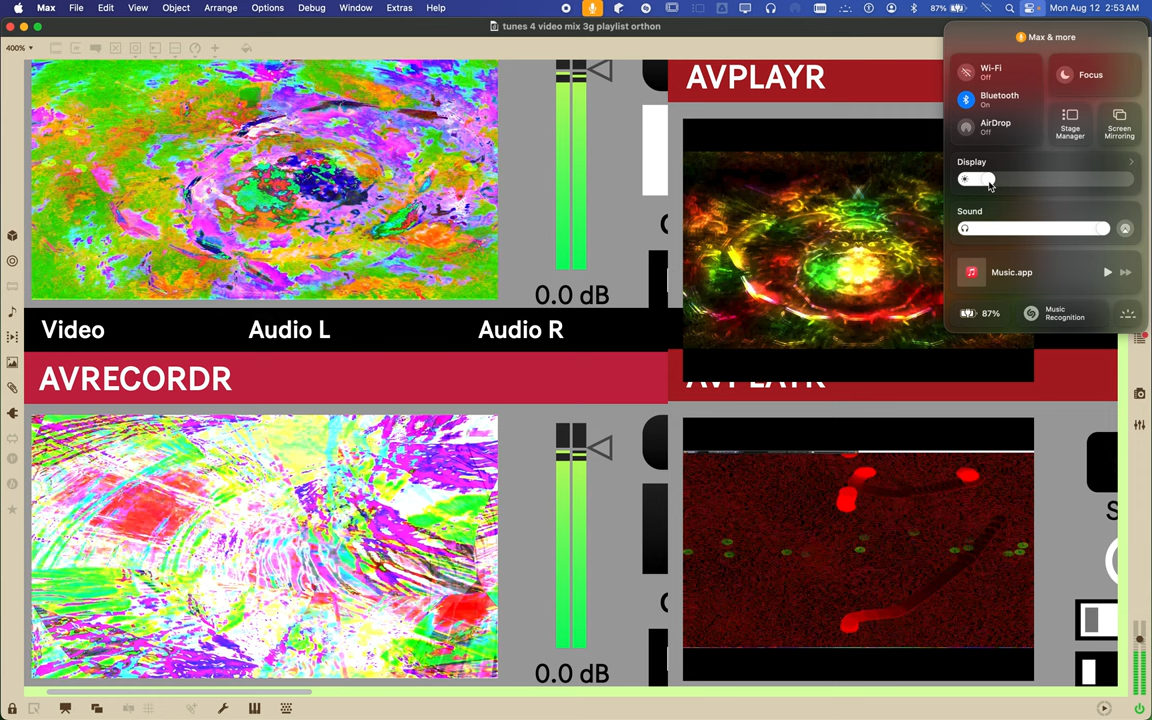 Max File Edit View Object Arrange Options Debug Window Extras Help 87% Mon Aug 12 2:53 AM
tunes 4 video mix 3g playlist orthon
400%
Max & more
Wi-Fi
Off
Bluetooth
On
AirDrop
Off
Focus
Stage
Manager
Screen
Mirroring
Display
Sound
Music.app
87%
Music
Recognition
AVPLAYR
0.0 dB
Video Audio L Audio R
AVRECORDR
AVPLAYR
0.0 dB
S